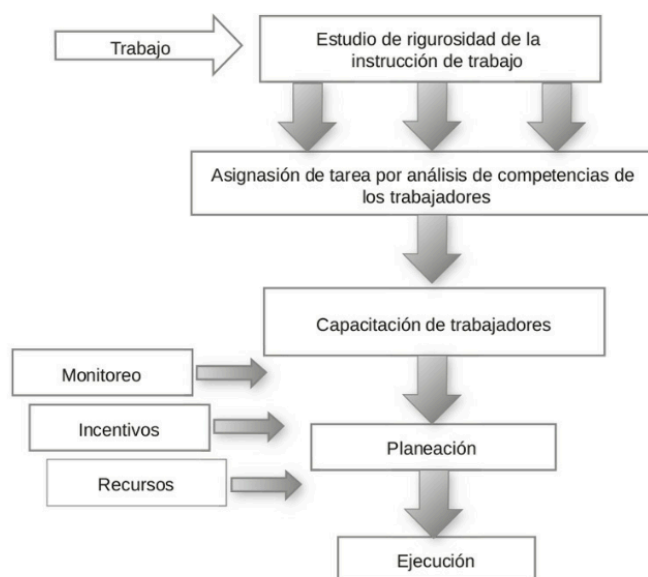 Trabajo
Estudio de rigurosidad de la
instrucción de trabajo
Asignasión de tarea por análisis de competencias de
los trabajadores
Capacitación de trabajadores
Monitoreo
Incentivos
Planeación
Recursos
Ejecución